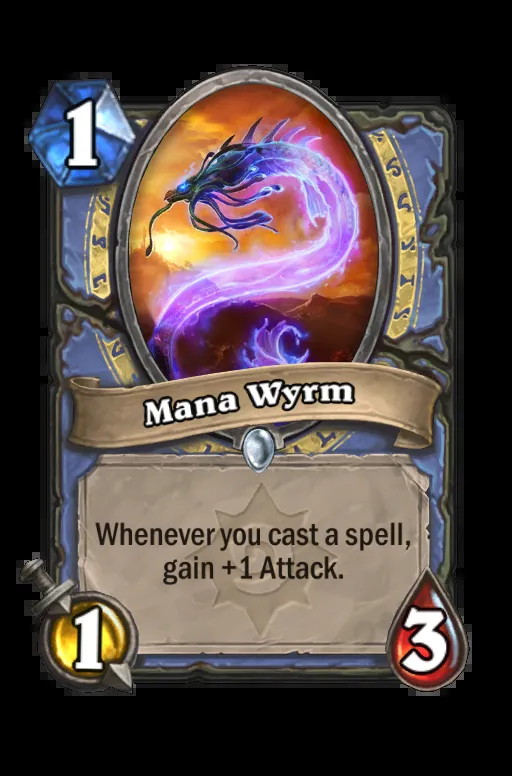 1
Mana Wyrm
Whenever you cast a spell,
gain +1 Attack.
1
3